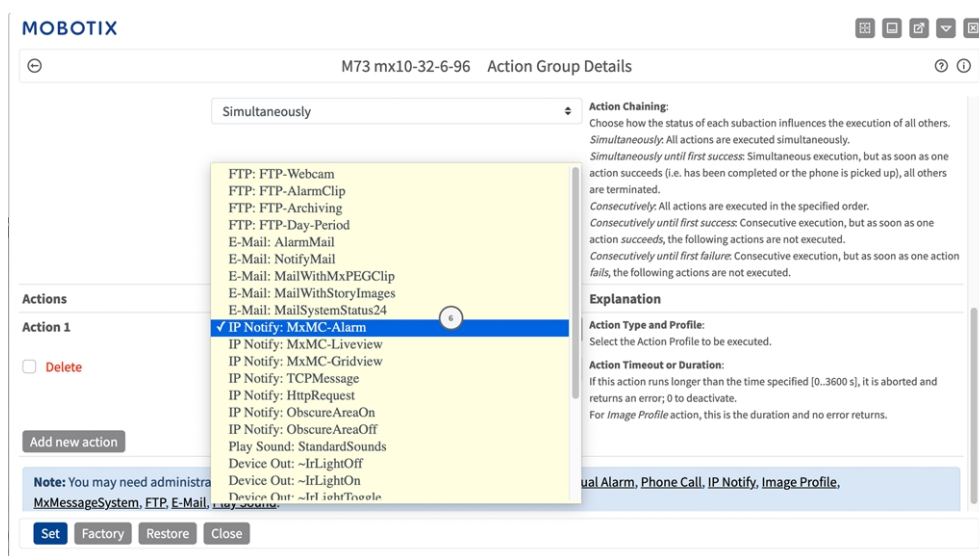 MOBOTIX
M73 mx10-32-6-96 Action Group Details
Simultaneously
Action Chaining:
Choose how the status of each subaction influences the execution of all others.
Simultaneously: All actions are executed simultaneously.
Simultaneously until first success: Simultaneous execution, but as soon as one
action succeeds (i.e. has been completed or the phone is picked up), all others
are terminated.
Consecutively: All actions are executed in the specified order.
Consecutively until first success: Consecutive execution, but as soon as one
action succeeds, the following actions are not executed.
Consecutively until first failure: Consecutive execution, but as soon as one action
fails, the following actions are not executed.
FTP: FTP-Webcam
FTP: FTP-AlarmClip
FTP: FTP-Archiving
FTP: FTP-Day-Period
E-Mail: AlarmMail
E-Mail: NotifyMail
E-Mail: MailWithMxPEGClip
E-Mail: MailWithStoryImages
E-Mail: MailSystemStatus24
6
✓ IP Notify: MxMC-Alarm
IP Notify: MxMC-Liveview
IP Notify: MxMC-Gridview
IP Notify: TCPMessage
IP Notify: HttpRequest
IP Notify: ObscureAreaOn
IP Notify: ObscureAreaOff
Play Sound: StandardSounds
Device Out: ~IrLightOff
Device Out: ~IrLightOn
Device Out: ~IrLightToggle
Actions
Explanation
Action 1
Action Type and Profile:
Select the Action Profile to be executed.
Delete
Action Timeout or Duration:
If this action runs longer than the time specified [0..3600 s], it is aborted and
returns an error; 0 to deactivate.
For Image Profile action, this is the duration and no error returns.
Add new action
Note: You may need administra
ual Alarm, Phone Call, IP Notify, Image Profile,
MxMessageSystem, FTP, E-Mail, Play Sound.
Set Factory Restore Close